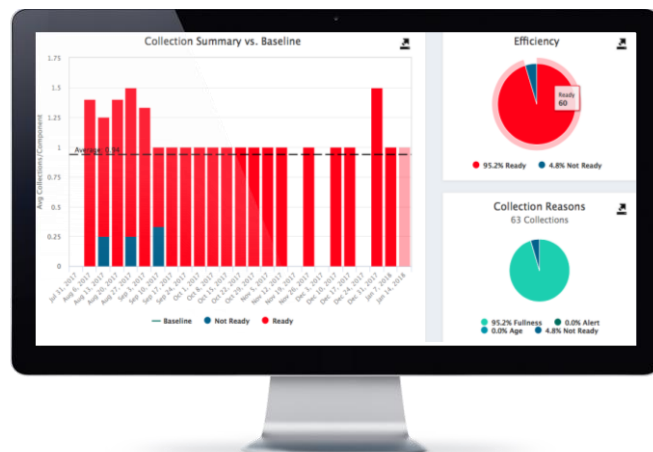 Collection Summary vs. Baseline
1.75
1.5
1.25
1
0.75
0.5
0.25
0
Avg Collections/Component
Average: 0.94
Jul 31, 2017
Aug 6, 2017
Aug 13, 2017
Aug 20, 2017
Aug 27, 2017
Sep 3, 2017
Sep 10, 2017
Sep 17, 2017
Sep 24, 2017
Oct 1, 2017
Oct 8, 2017
Oct 15, 2017
Oct 22, 2017
Oct 29, 2017
Nov 5, 2017
Nov 12, 2017
Nov 19, 2017
Nov 26, 2017
Dec 3, 2017
Dec 10, 2017
Dec 17, 2017
Dec 24, 2017
Dec 31, 2017
Jan 7, 2018
Jan 14, 2018
Baseline Not Ready Ready
Efficiency
Ready
60
95.2% Ready 4.8% Not Ready
Collection Reasons
63 Collections
95.2% Fullness 0.0% Alert
0.0% Age 4.8% Not Ready